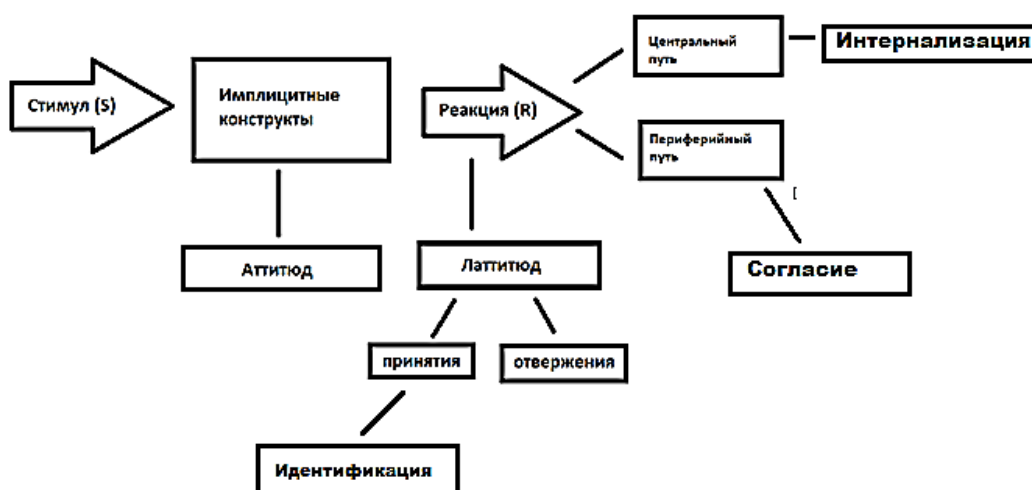 Стимул (S)
Имплицитные
конструкты
Реакция (R)
Центральный
путь
Интернализация
Периферийный
путь
[
Аттитюд
Латтитюд
Согласие
принятия
отвержения
Идентификация